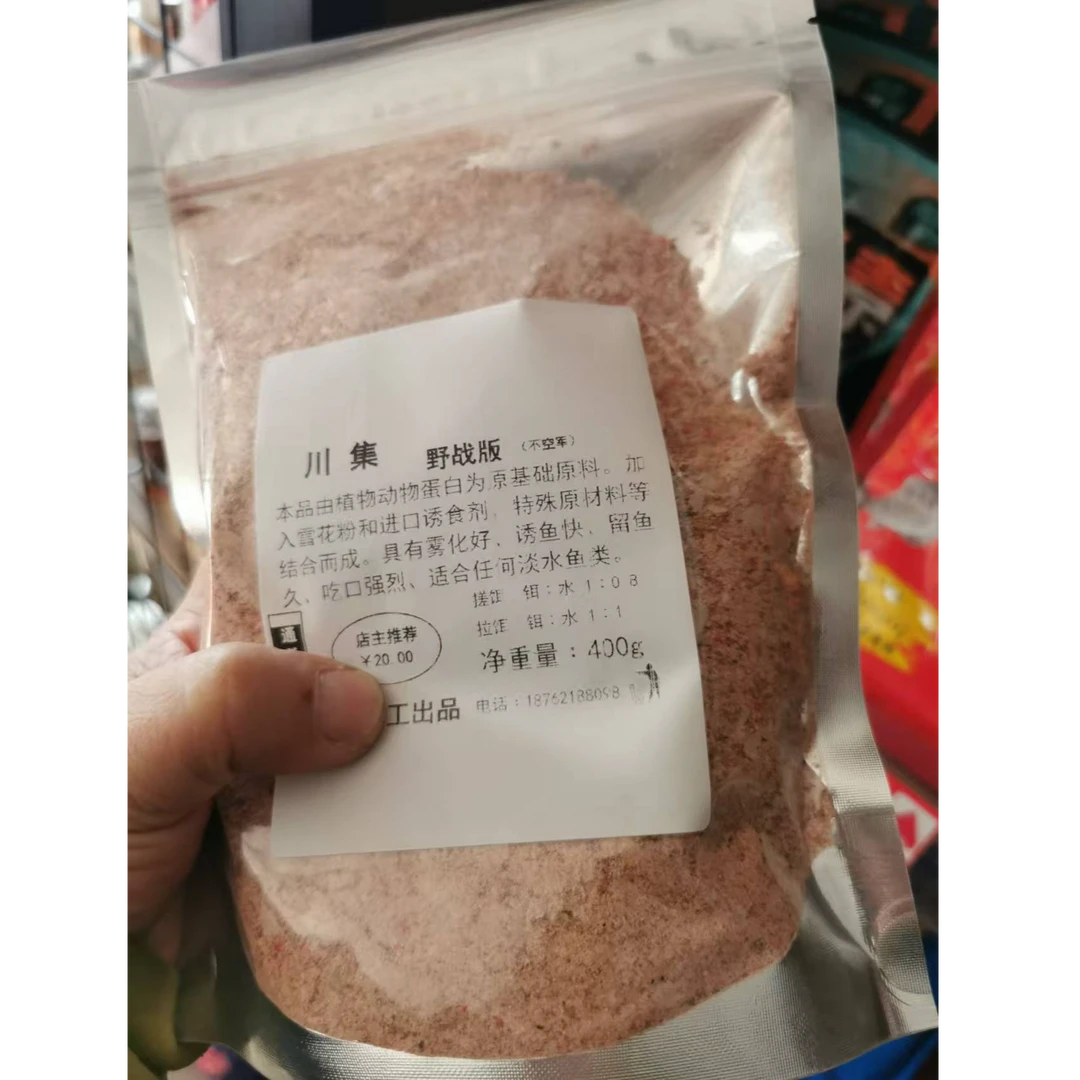 川集 野战版 (不空军)
本品由植物动物蛋白为原基础原料。加
入雪花粉和进口诱食剂，特殊原材料等
结合而成。具有雾化好、诱鱼快、留鱼
久、吃口强烈、适合任何淡水鱼类。
搓饵 饵：水 1：0 8
拉饵 饵：水 1：1
通
店主推荐
¥20.00
净重量：400g
工出品 电话：18762188098